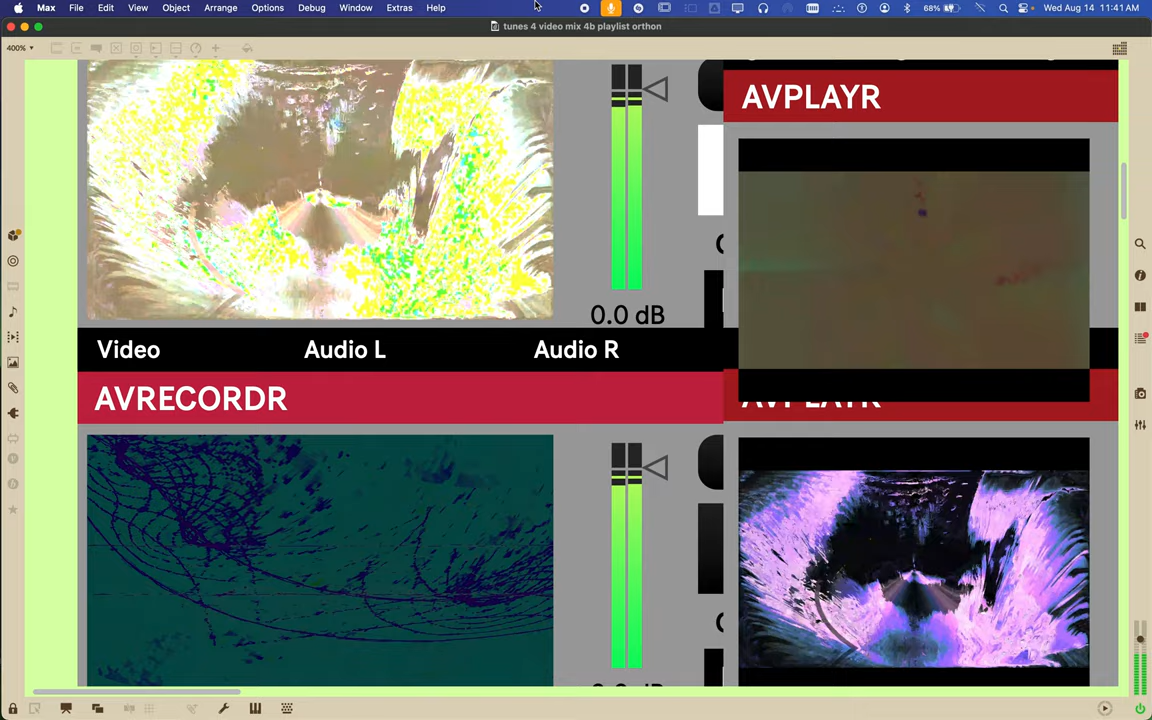 Max File Edit View Object Arrange Options Debug Window Extras Help 68% Wed Aug 14 11:41 AM
tunes 4 video mix 4b playlist orthon
400%
AVPLAYR
0.0 dB
Video Audio L Audio R
AVRECORDR
AVPLAYR